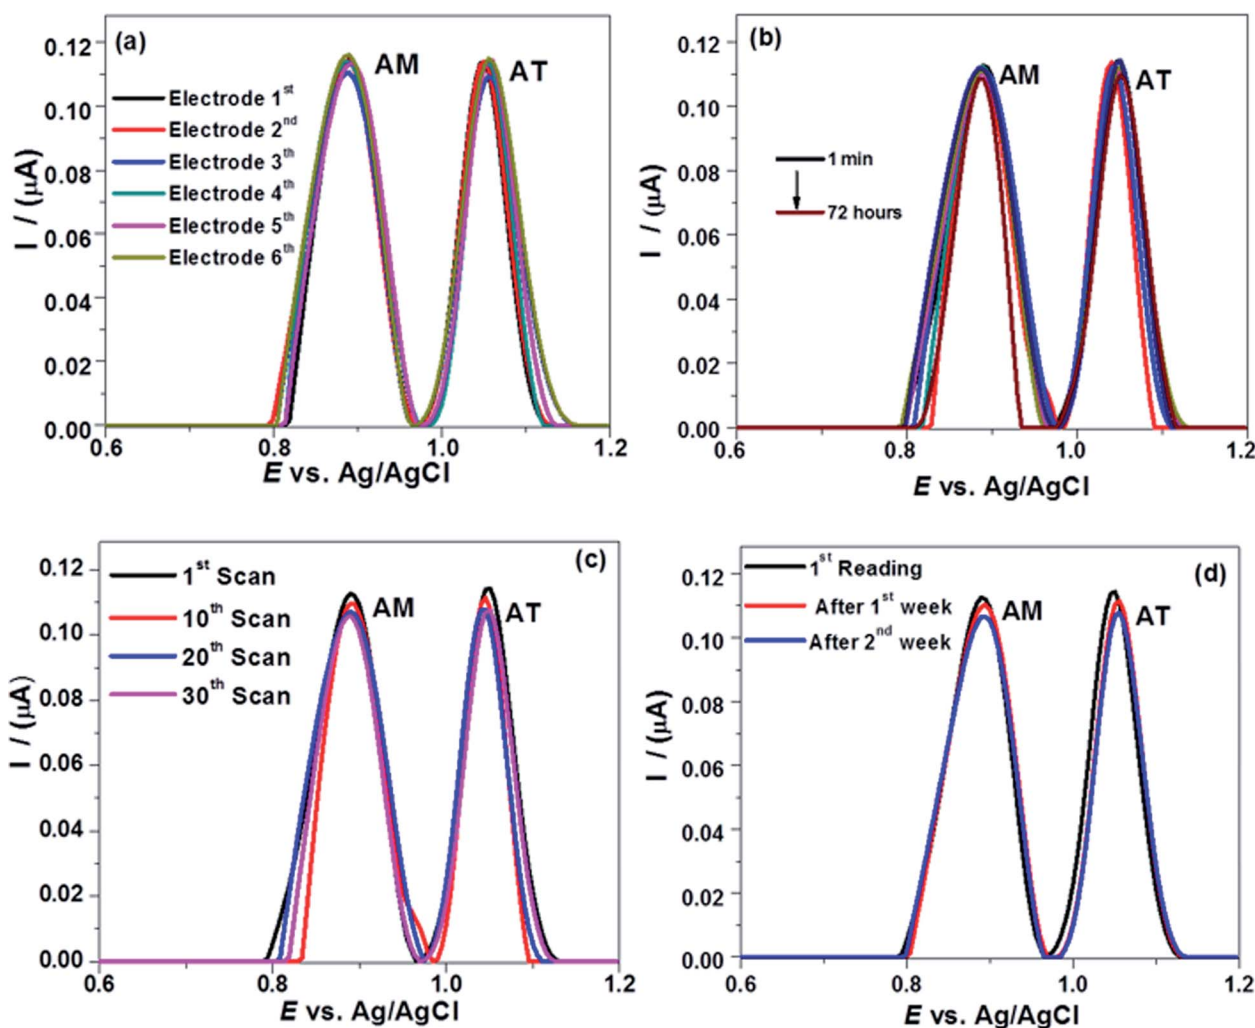 (a)
AM
AT
Electrode 1st
Electrode 2nd
Electrode 3th
Electrode 4th
Electrode 5th
Electrode 6th
I / (µA)
0.12
0.10
0.08
0.06
0.04
0.02
0.00
0.6
0.8
1.0
1.2
E vs. Ag/AgCl
(b)
AM
AT
1 min
72 hours
I / (µA)
0.12
0.10
0.08
0.06
0.04
0.02
0.00
0.6
0.8
1.0
1.2
E vs. Ag/AgCl
(c)
1st Scan
10th Scan
20th Scan
30th Scan
AM
AT
I / (µA)
0.12
0.10
0.08
0.06
0.04
0.02
0.00
0.6
0.8
1.0
1.2
E vs. Ag/AgCl
(d)
1st Reading
After 1st week
After 2nd week
AM
AT
I / (µA)
0.12
0.10
0.08
0.06
0.04
0.02
0.00
0.6
0.8
1.0
1.2
E vs. Ag/AgCl